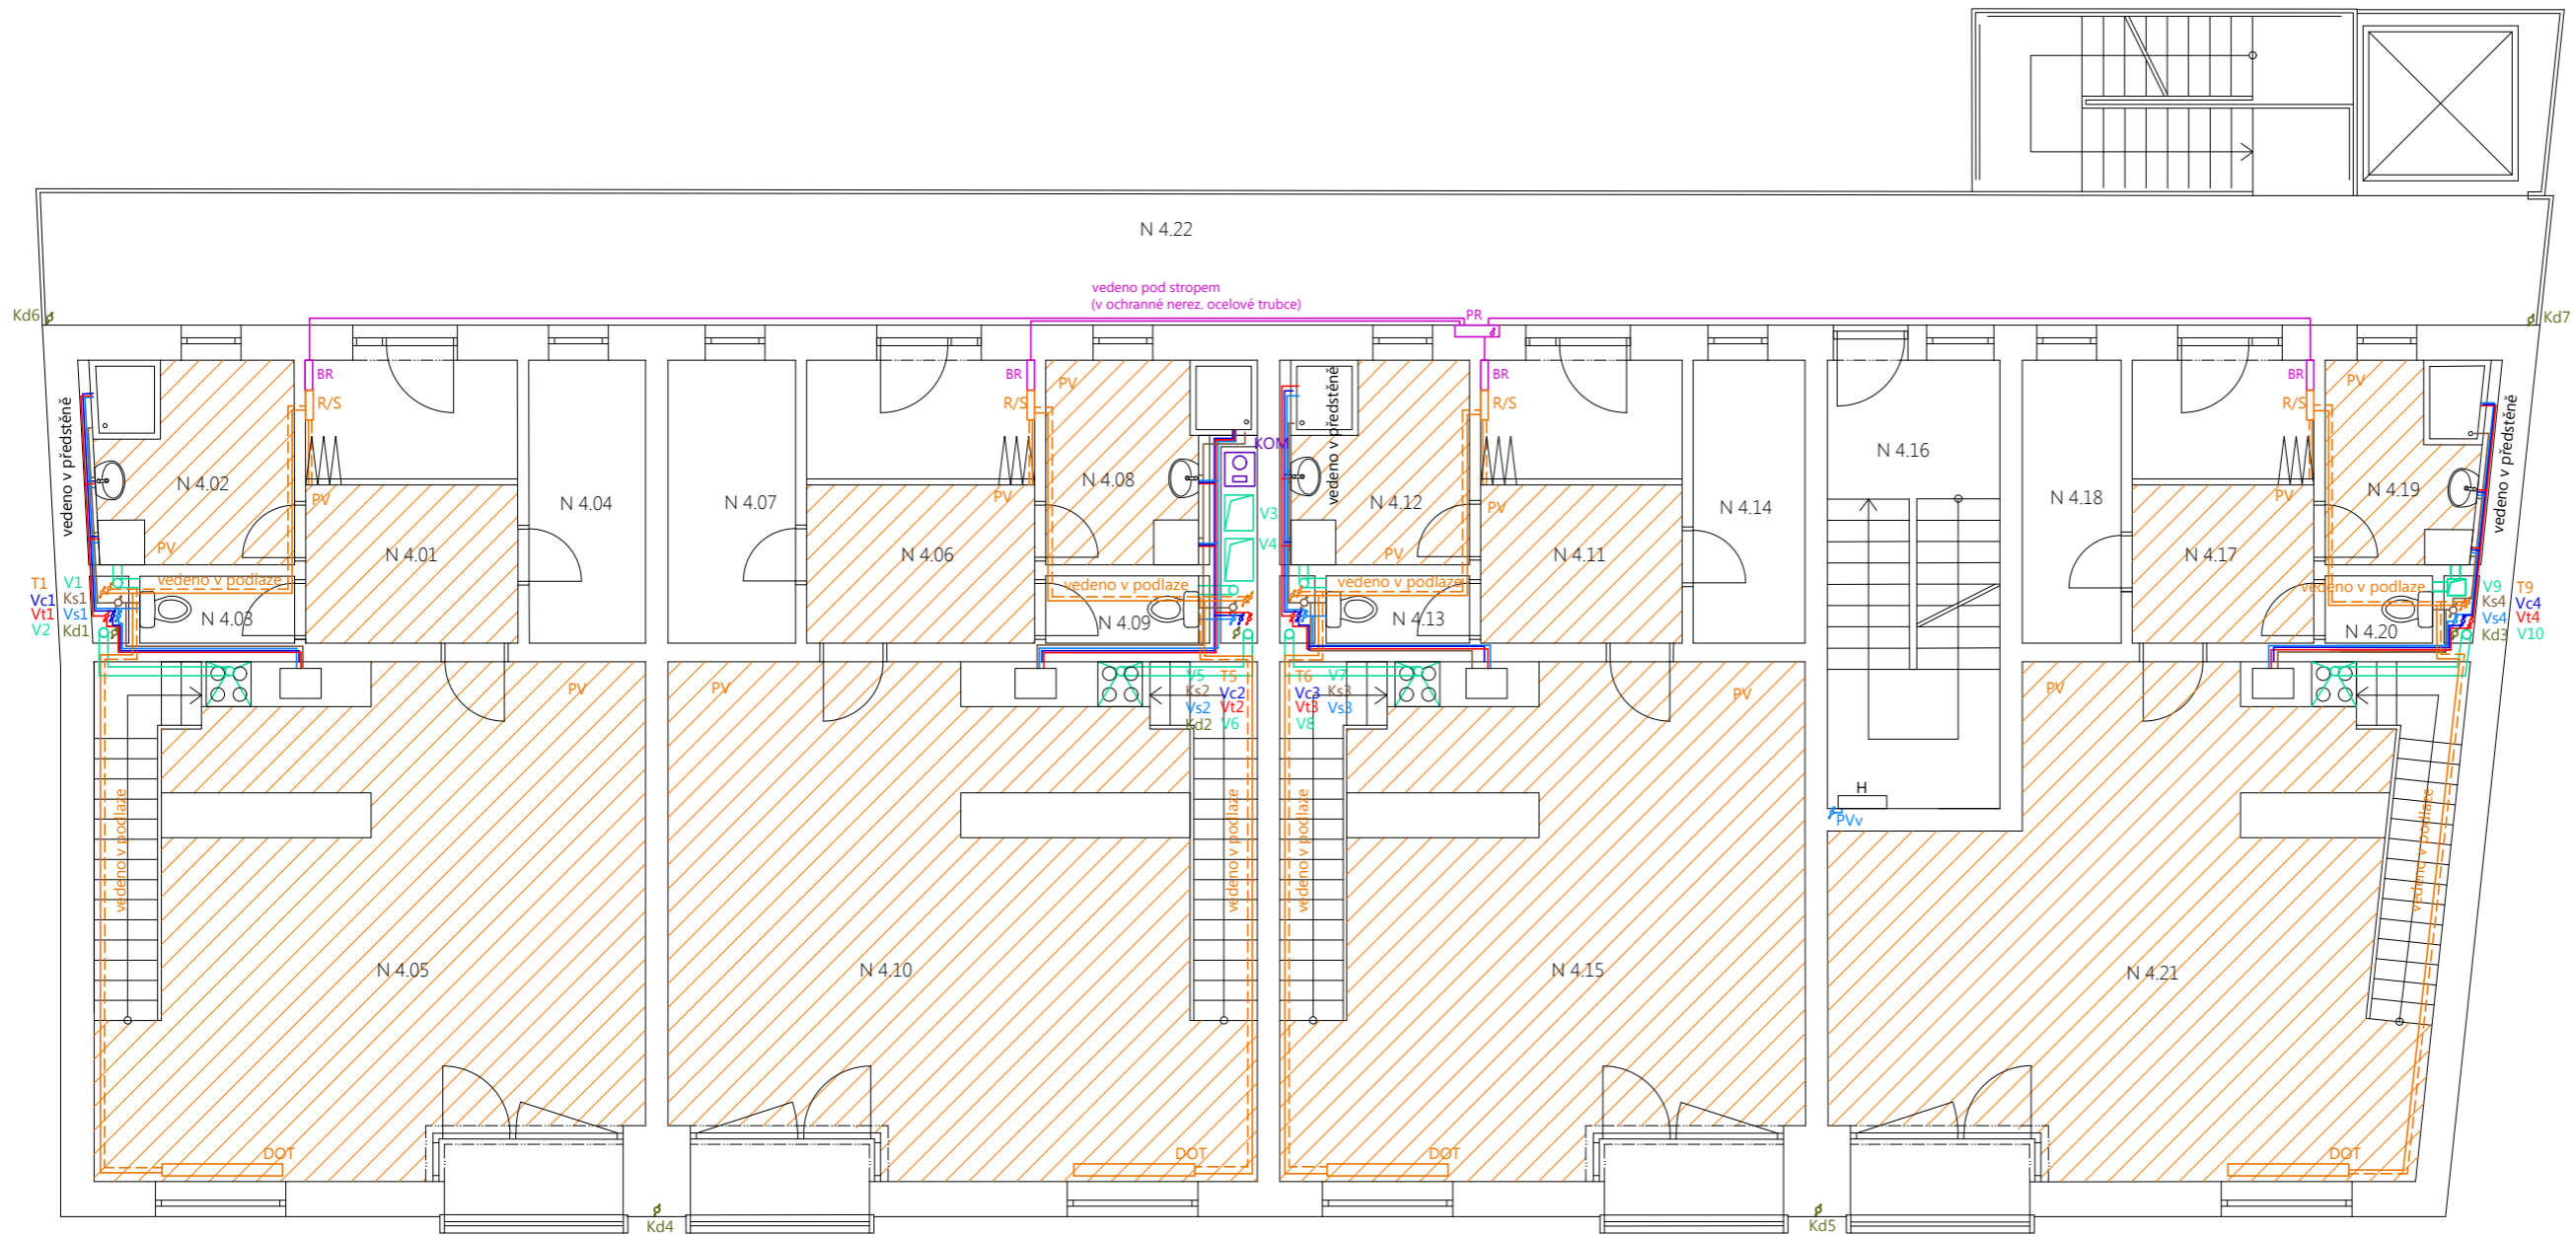 N 4.22
vedeno pod stropem
(v ochranné nerez. ocelové trubce)
Kd6
PR
Kd7
BR
BR
BR
BR
R/S
R/S
R/S
R/S
PV
PV
vedeno v předstěně
vedeno v předstěně
vedeno v předstěně
KOM
N 4.02
N 4.04
N 4.07
N 4.08
N 4.12
N 4.14
N 4.16
N 4.18
N 4.19
PV
PV
PV
PV
V3
V4
PV
N 4.01
N 4.06
PV
N 4.11
N 4.17
T1 V1
vedeno v podlaze
vedeno v podlaze
vedeno v podlaze
vedeno v podlaze
V9 T9
Vc1 Ks1
Ks4 Vc4
Vt1 Vs1
N 4.03
N 4.09
N 4.13
Vs4 Vt4
V2 Kd1
N 4.20
Kd3 V10
V5 T5
T6 V7
PV
PV
PV
PV
Ks2 Vc2
Vc3 Ks3
Vs2 Vt2
Vt3 Vs3
Kd2 V6
V8
H
PVv
vedeno v podlaze
vedeno v podlaze
vedeno v podlaze
vedeno v podlaze
N 4.05
N 4.10
N 4.15
N 4.21
DOT
DOT
DOT
DOT
Kd4
Kd5